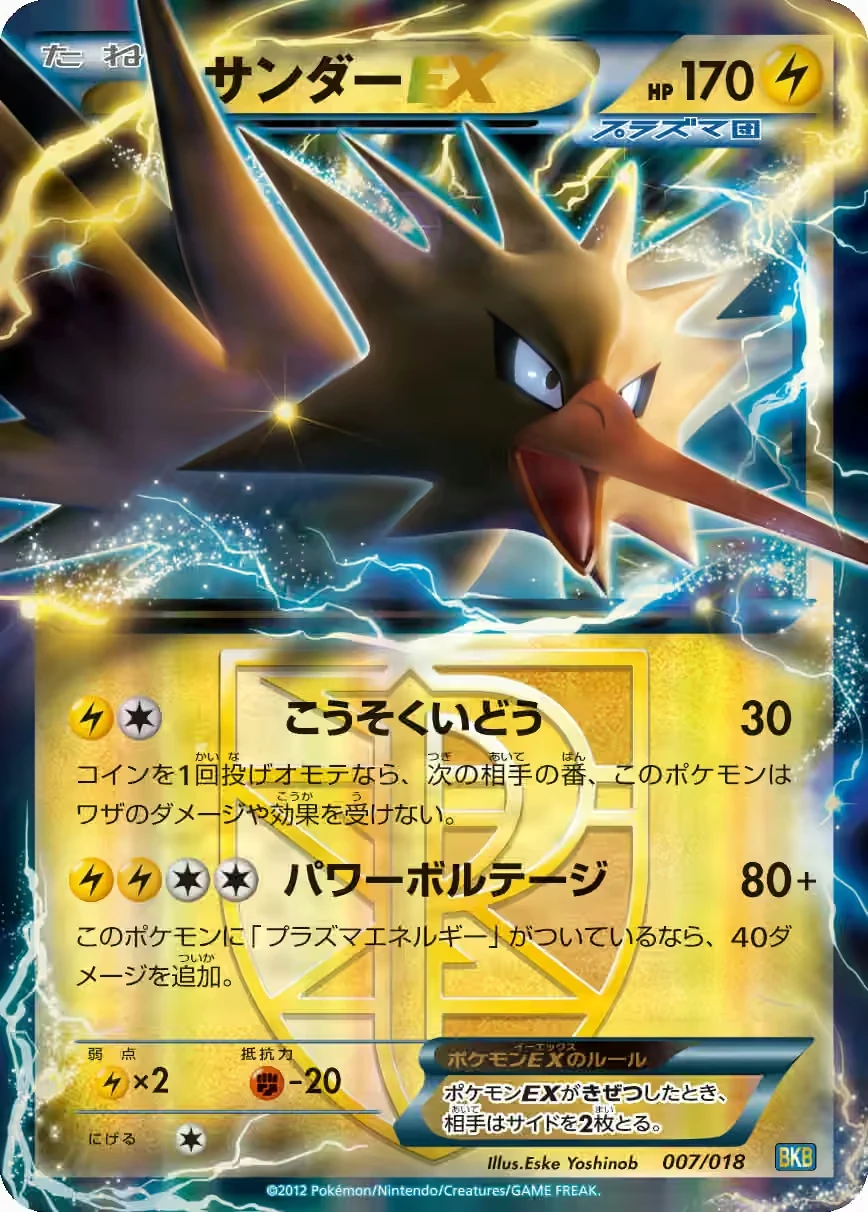 たね サンダーEX HP 170
プラズマ団
こうそくいどう 30
コインを1回投げオモテなら、次の相手の番、このポケモンは
ワザのダメージや効果を受けない。
パワーボルテージ 80+
このポケモンに「プラズマエネルギー」がついているなら、40ダ
メージを追加。
弱点 抵抗力
×2 -20
にげる
ポケモンEXのルール
ポケモンEXがきぜつしたとき、
相手はサイドを2枚とる。
Illus.Eske Yoshinob 007/018 BKB
©2012 Pokémon/Nintendo/Creatures/GAME FREAK.